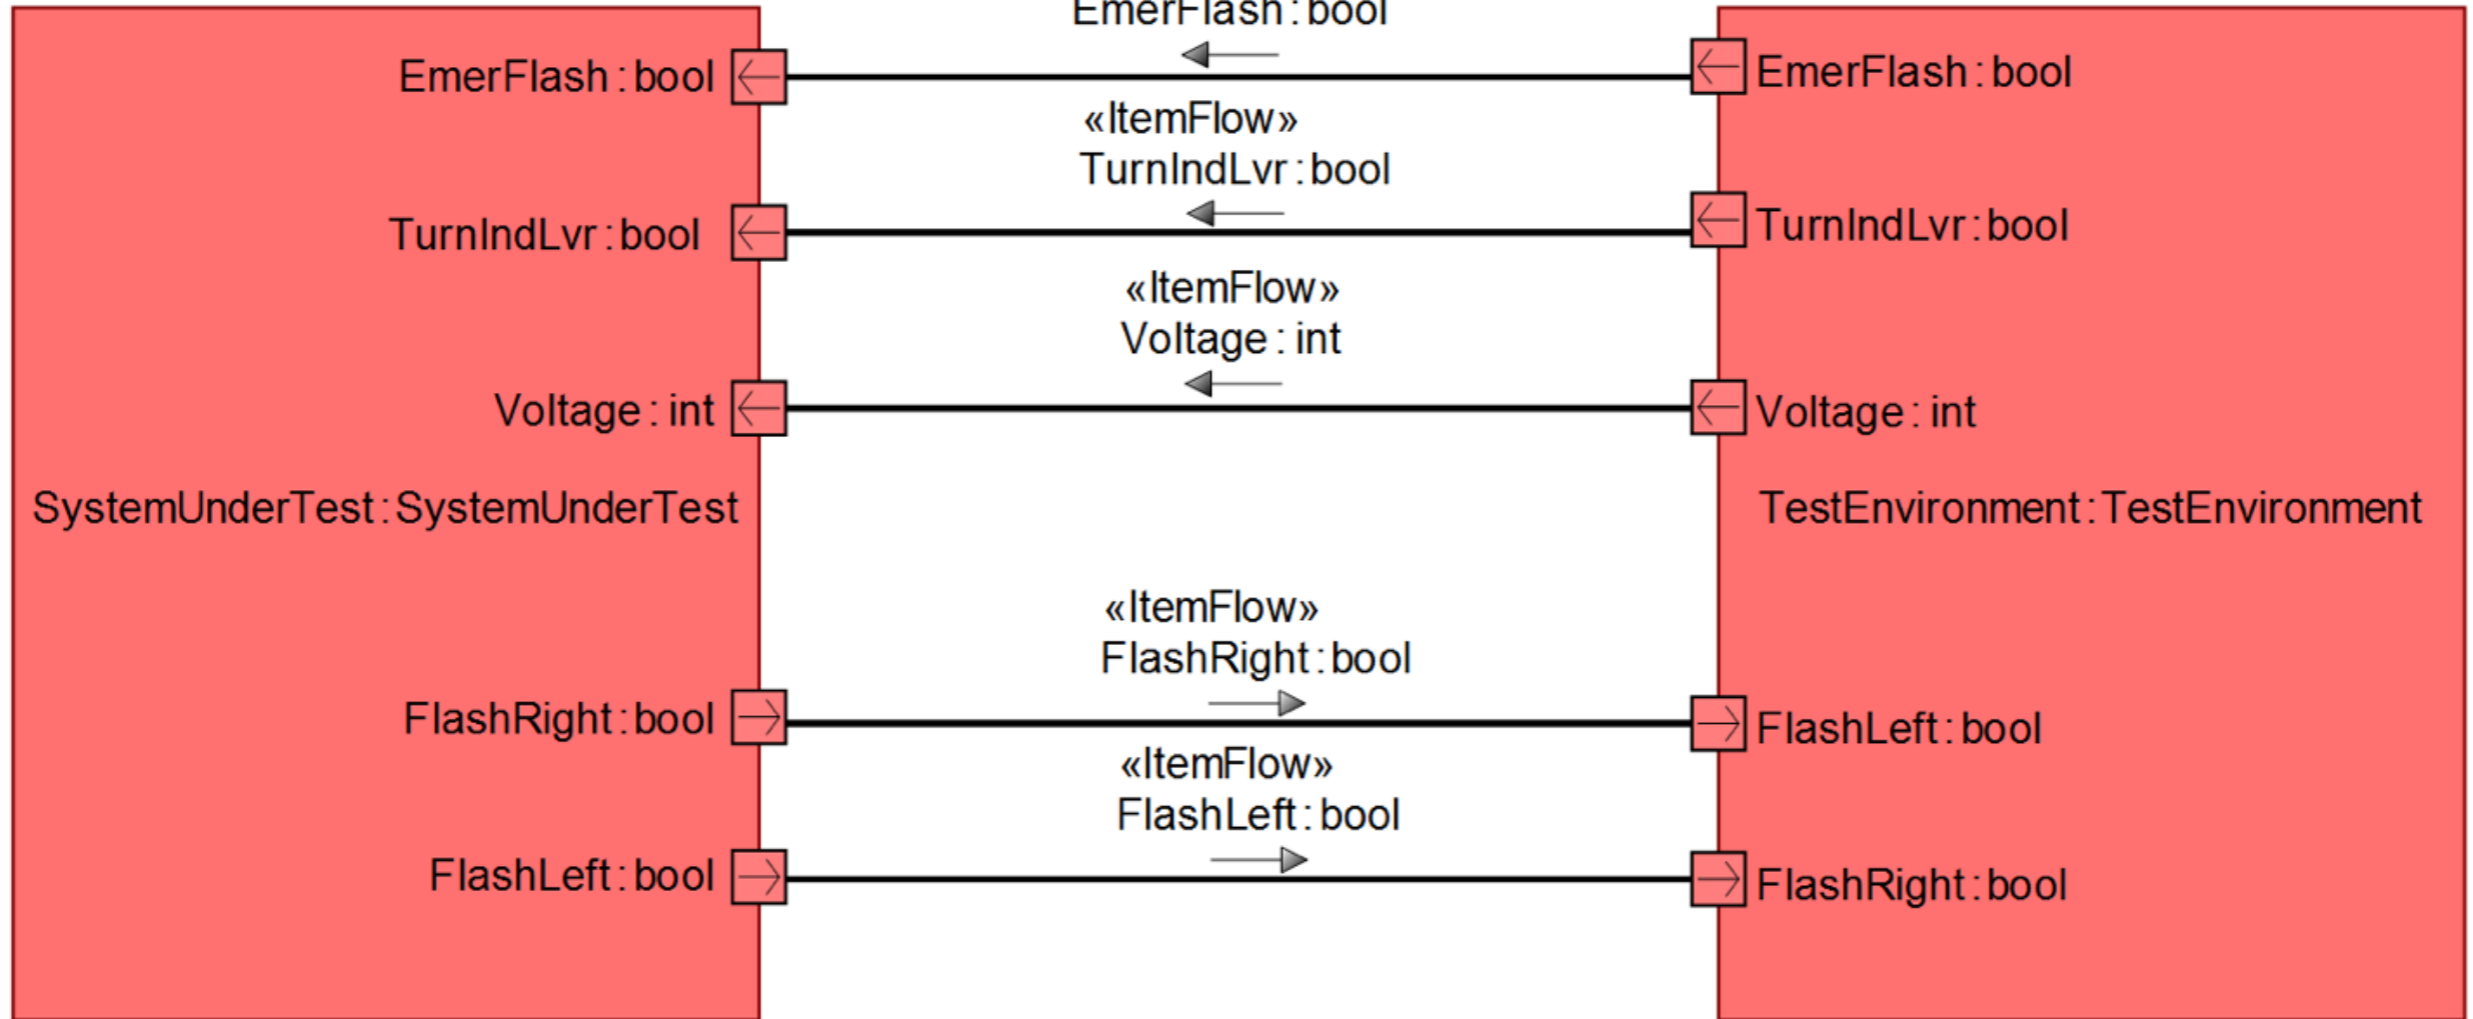 EmerFlash:bool
EmerFlash:bool
EmerFlash:bool
«ItemFlow»
TurnIndLvr:bool
TurnIndLvr:bool
TurnIndLvr:bool
«ItemFlow»
Voltage: int
Voltage: int
Voltage: int
SystemUnderTest:SystemUnderTest
TestEnvironment:TestEnvironment
«ItemFlow»
FlashRight:bool
FlashRight:bool
FlashLeft:bool
«ItemFlow»
FlashLeft:bool
FlashLeft:bool
FlashRight:bool